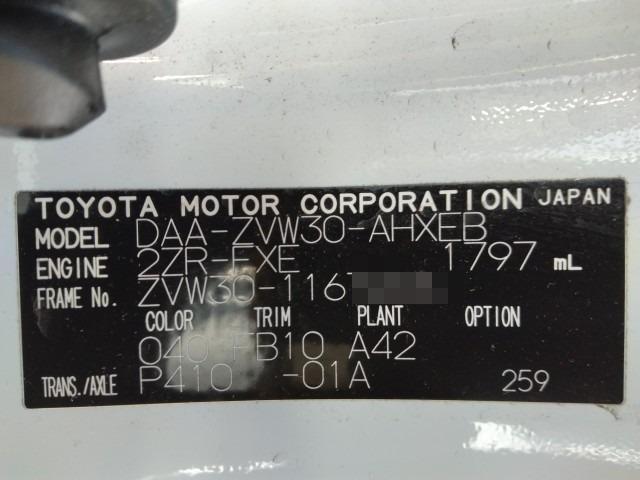 TOYOTA MOTOR CORPORATION JAPAN
MODEL DAA-ZVW30-AHXEB
ENGINE 2ZR-FXE 1797 mL
FRAME No. ZVW30-116
COLOR TRIM PLANT OPTION
040 FB10 A42
TRANS./AXLE P410 -01A 259